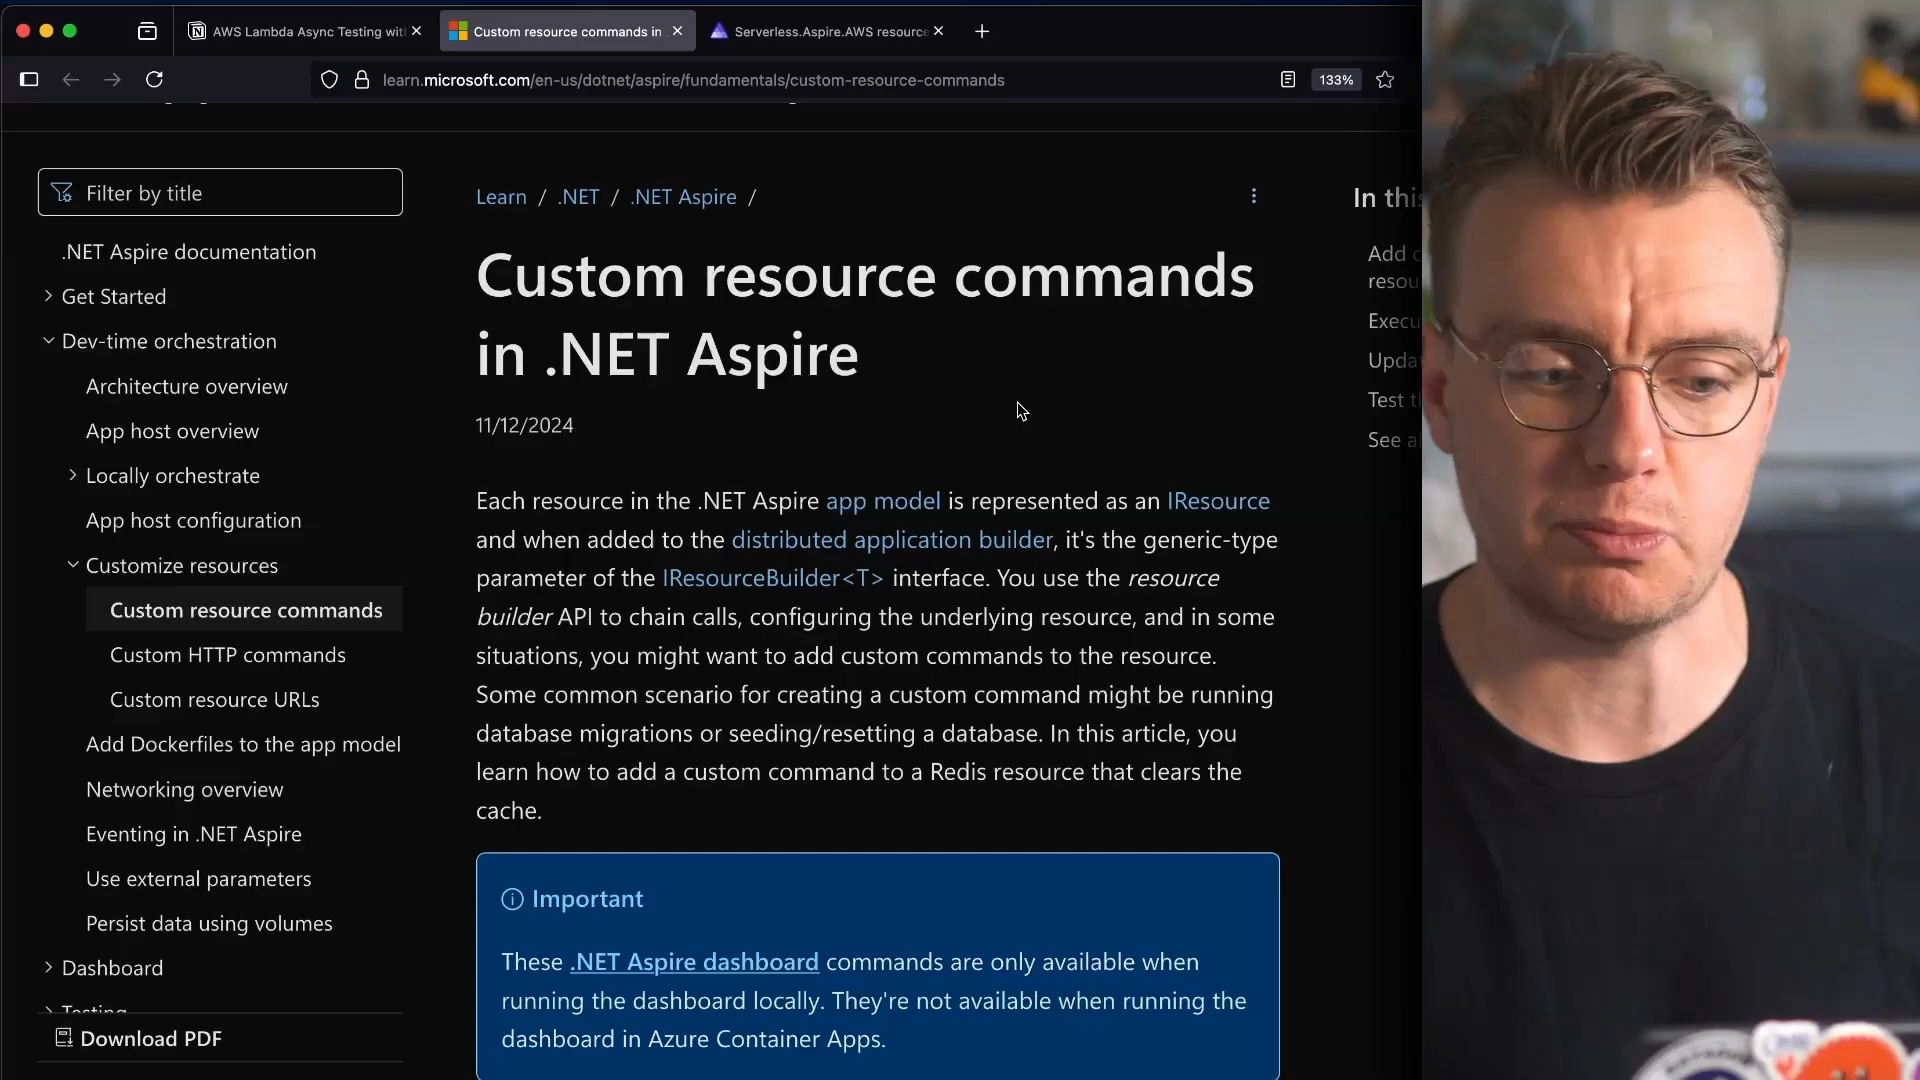 AWS Lambda Async Testing wit
Custom resource commands in
Serverless.Aspire.AWS resource
learn.microsoft.com/en-us/dotnet/aspire/fundamentals/custom-resource-commands
133%
Filter by title
.NET Aspire documentation
Get Started
Dev-time orchestration
Architecture overview
App host overview
Locally orchestrate
App host configuration
Customize resources
Custom resource commands
Custom HTTP commands
Custom resource URLs
Add Dockerfiles to the app model
Networking overview
Eventing in .NET Aspire
Use external parameters
Persist data using volumes
Dashboard
Testing
Download PDF
Learn / .NET / .NET Aspire /
Custom resource commands
in .NET Aspire
11/12/2024
Each resource in the .NET Aspire app model is represented as an IResource
and when added to the distributed application builder, it's the generic-type
parameter of the IResourceBuilder<T> interface. You use the resource
builder API to chain calls, configuring the underlying resource, and in some
situations, you might want to add custom commands to the resource.
Some common scenario for creating a custom command might be running
database migrations or seeding/resetting a database. In this article, you
learn how to add a custom command to a Redis resource that clears the
cache.
Important
These .NET Aspire dashboard commands are only available when
running the dashboard locally. They're not available when running the
dashboard in Azure Container Apps.
In this
Add c
resou
Execu
Upda
Test t
See a